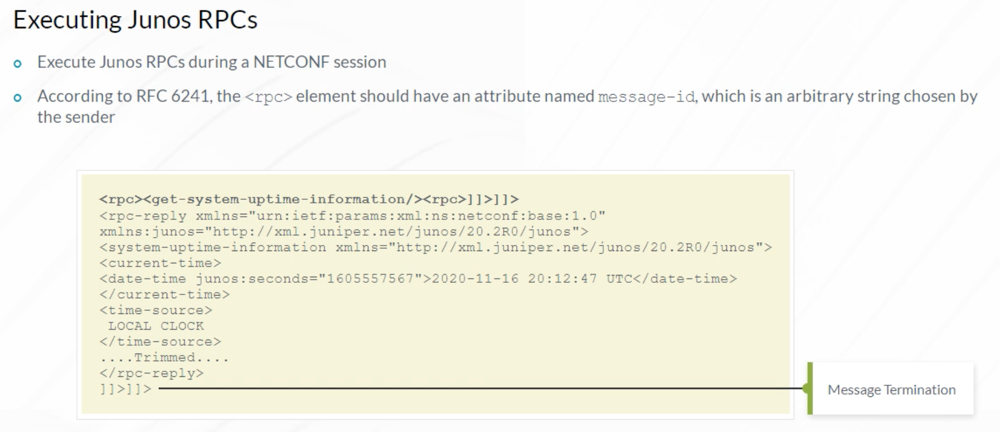 Executing Junos RPCs
Execute Junos RPCs during a NETCONF session
According to RFC 6241, the <rpc> element should have an attribute named message-id, which is an arbitrary string chosen by
the sender
<rpc><get-system-uptime-information/><rpc>]]>]]>
<rpc-reply xmlns="urn:ietf:params:xml:ns:netconf:base:1.0"
xmlns:junos="http://xml.juniper.net/junos/20.2R0/junos">
<system-uptime-information xmlns="http://xml.juniper.net/junos/20.2R0/junos">
<current-time>
<date-time junos:seconds="1605557567">2020-11-16 20:12:47 UTC</date-time>
</current-time>
<time-source>
LOCAL CLOCK
</time-source>
....Trimmed....
</rpc-reply>
]]>]]>
Message Termination